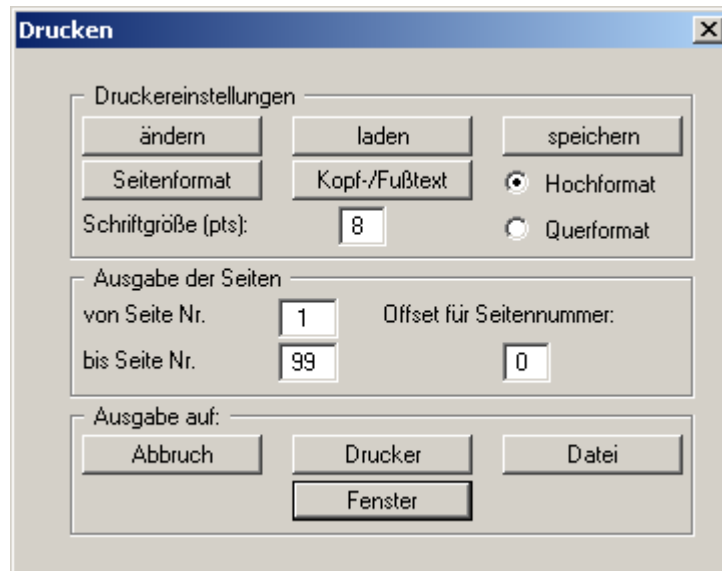 Drucken
Druckereinstellungen
ändern laden speichern
Seitenformat Kopf-/Fußtext Hochformat
Schriftgröße (pts): 8 Querformat
Ausgabe der Seiten
von Seite Nr. 1 Offset für Seitennummer:
bis Seite Nr. 99 0
Ausgabe auf:
Abbruch Drucker Datei
Fenster